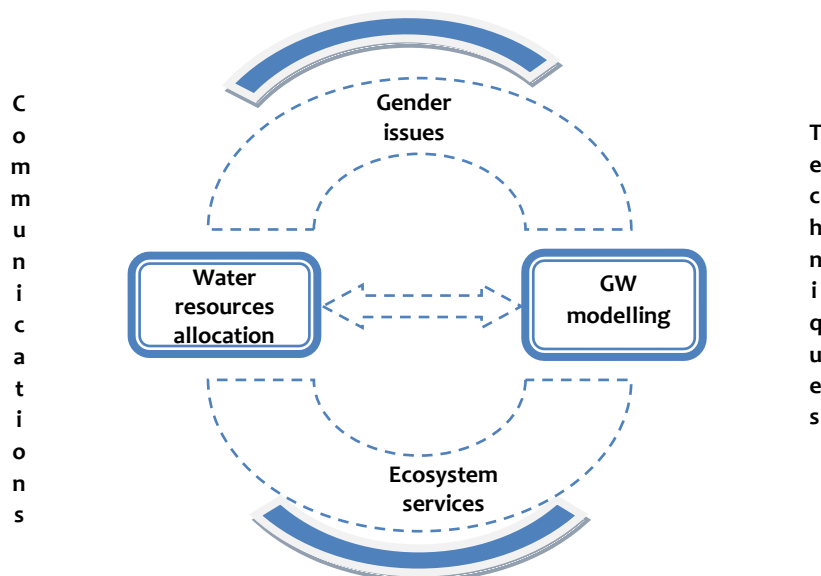 Communications
Gender
issues
Techniques
Water
resources
allocation
GW
modelling
Ecosystem
services